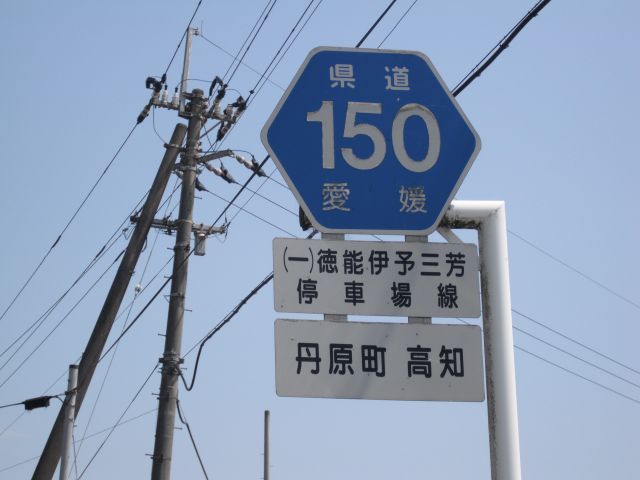 県道
150
愛媛
(一)徳能伊予三芳
停車場線
丹原町 高知